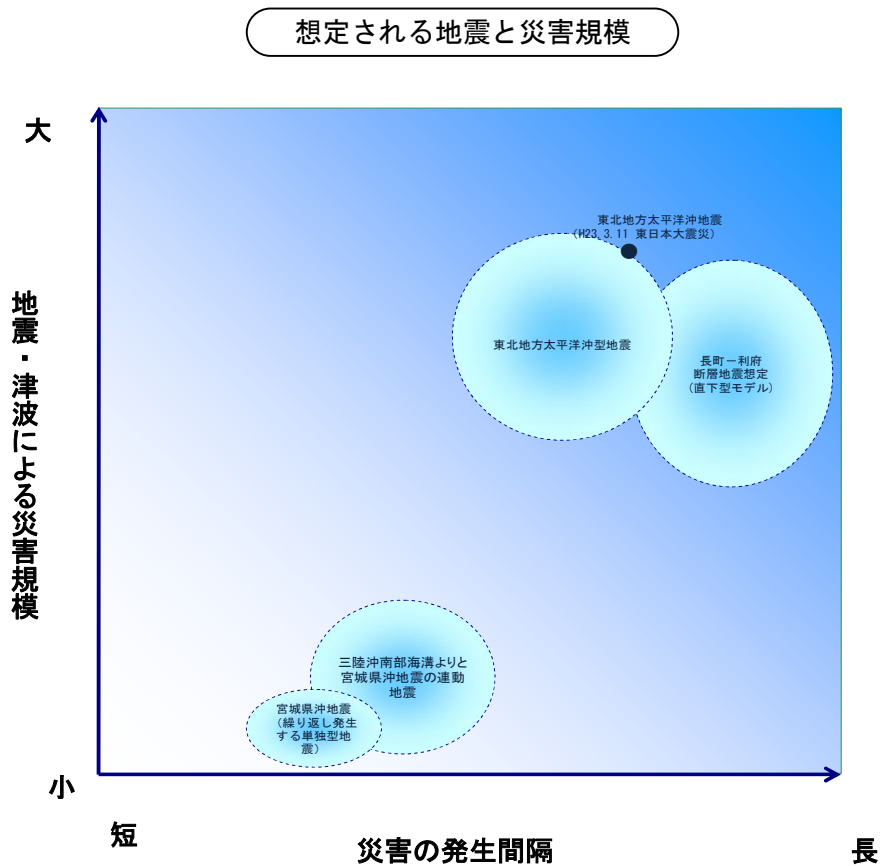 想定される地震と災害規模
大
東北地方太平洋沖地震
（H23.3.11 東日本大震災）
地震・津波による災害規模
東北地方太平洋沖型地震
長町－利府
断層地震想定
（直下型モデル）
三陸沖南部海溝よりと
宮城県沖地震の連動
地震
宮城県沖地震
（繰り返し発生
する単独型地
震）
小
短
災害の発生間隔
長